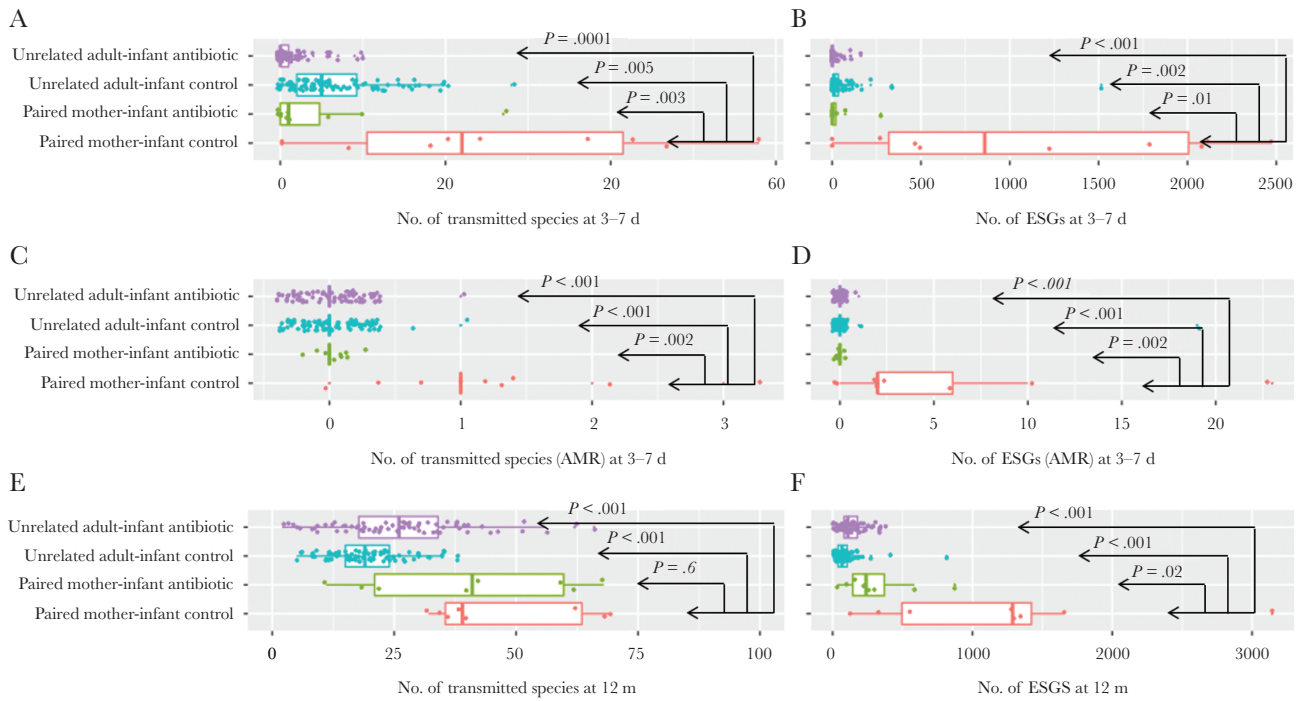 A
Unrelated adult-infant antibiotic
Unrelated adult-infant control
Paired mother-infant antibiotic
Paired mother-infant control
P = .0001
P = .005
P = .003
0 20 20 60
No. of transmitted species at 3–7 d
B
P < .001
P = .002
P = .01
0 500 1000 1500 2000 2500
No. of ESGs at 3–7 d
C
Unrelated adult-infant antibiotic
Unrelated adult-infant control
Paired mother-infant antibiotic
Paired mother-infant control
P < .001
P < .001
P = .002
0 1 2 3
No. of transmitted species (AMR) at 3–7 d
D
P < .001
P < .001
P = .002
0 5 10 15 20
No. of ESGs (AMR) at 3–7 d
E
Unrelated adult-infant antibiotic
Unrelated adult-infant control
Paired mother-infant antibiotic
Paired mother-infant control
P < .001
P < .001
P = .6
0 25 50 75 100
No. of transmitted species at 12 m
F
P < .001
P < .001
P = .02
0 1000 2000 3000
No. of ESGS at 12 m